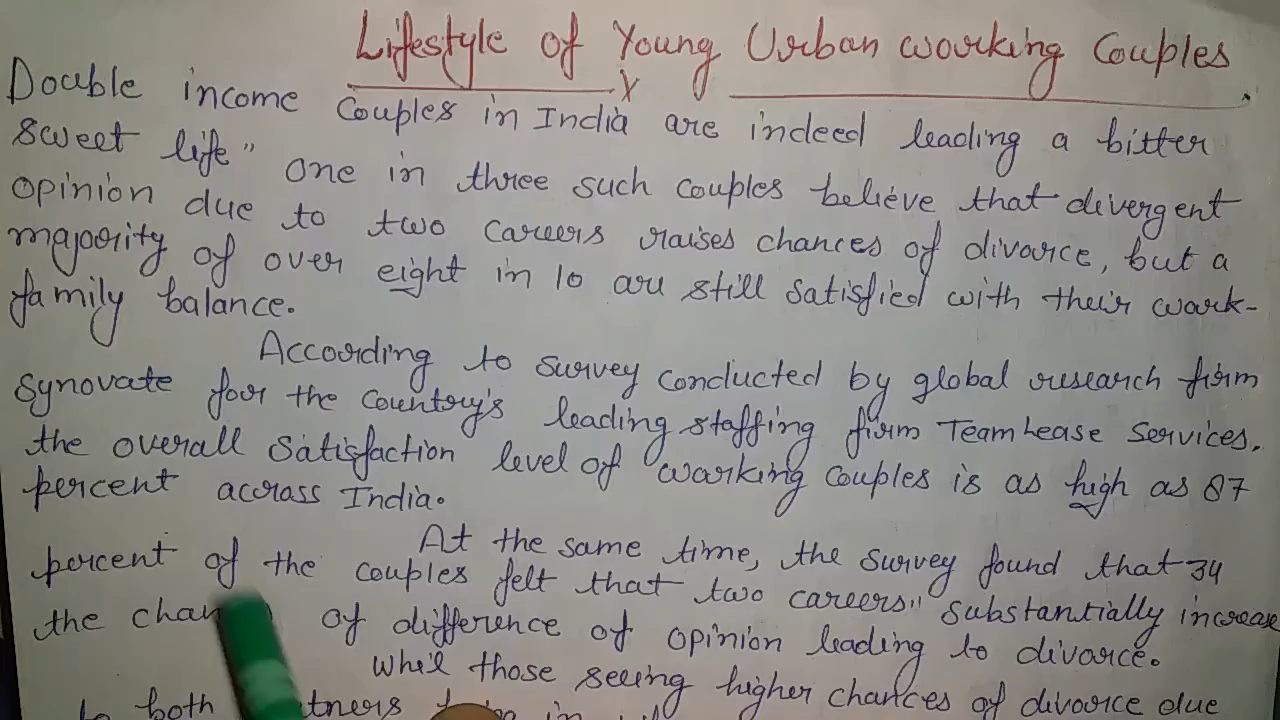 Lifestyle of Young Urban working Couples
Double income Couples in India are indeed leading a bitter
sweet life" one in three such couples believe that divergent
opinion due to two careers raises chances of divorce, but a
majority of over eight in 10 are still satisfied with their work-
family balance.
According to survey conducted by global research firm
synovate for the Country's leading staffing firm TeamLease Services.
the overall Satisfaction level of working couples is as high as 87
percent accross India.
At the same time, the survey found that 34
percent of the couples felt that two careers" substantially increase
the of difference of opinion leading to divorce.
Whil those seeing higher chances of divorce due
both in